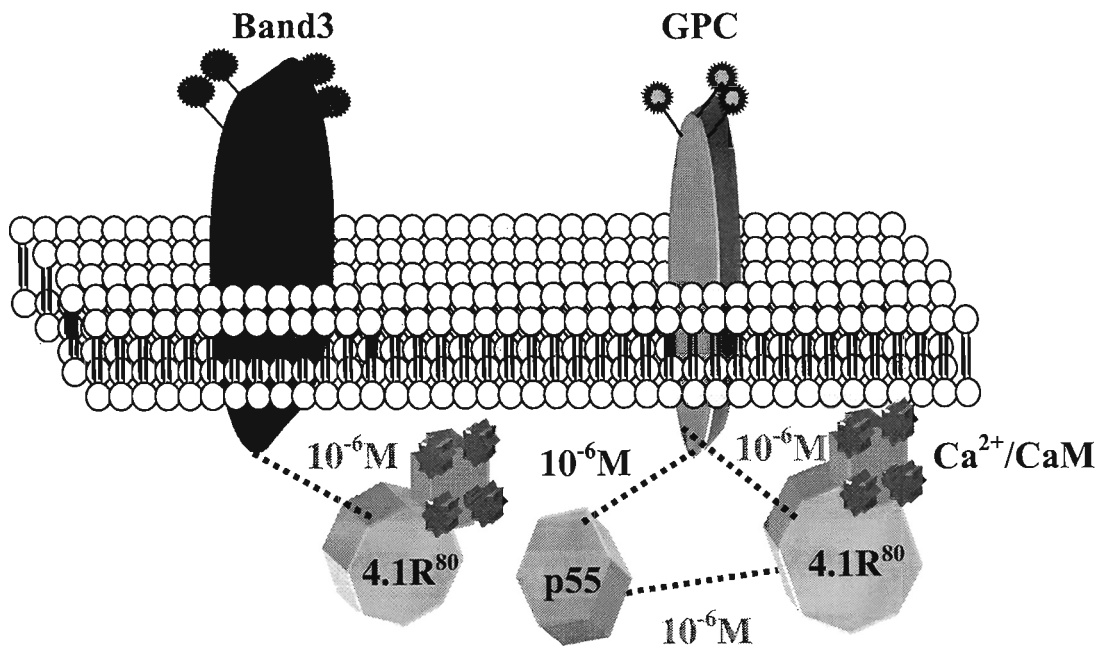 Band3
GPC
10⁻⁶M
10⁻⁶M
10⁻⁶M
Ca²⁺/CaM
4.1R⁸⁰
p55
4.1R⁸⁰
10⁻⁶M